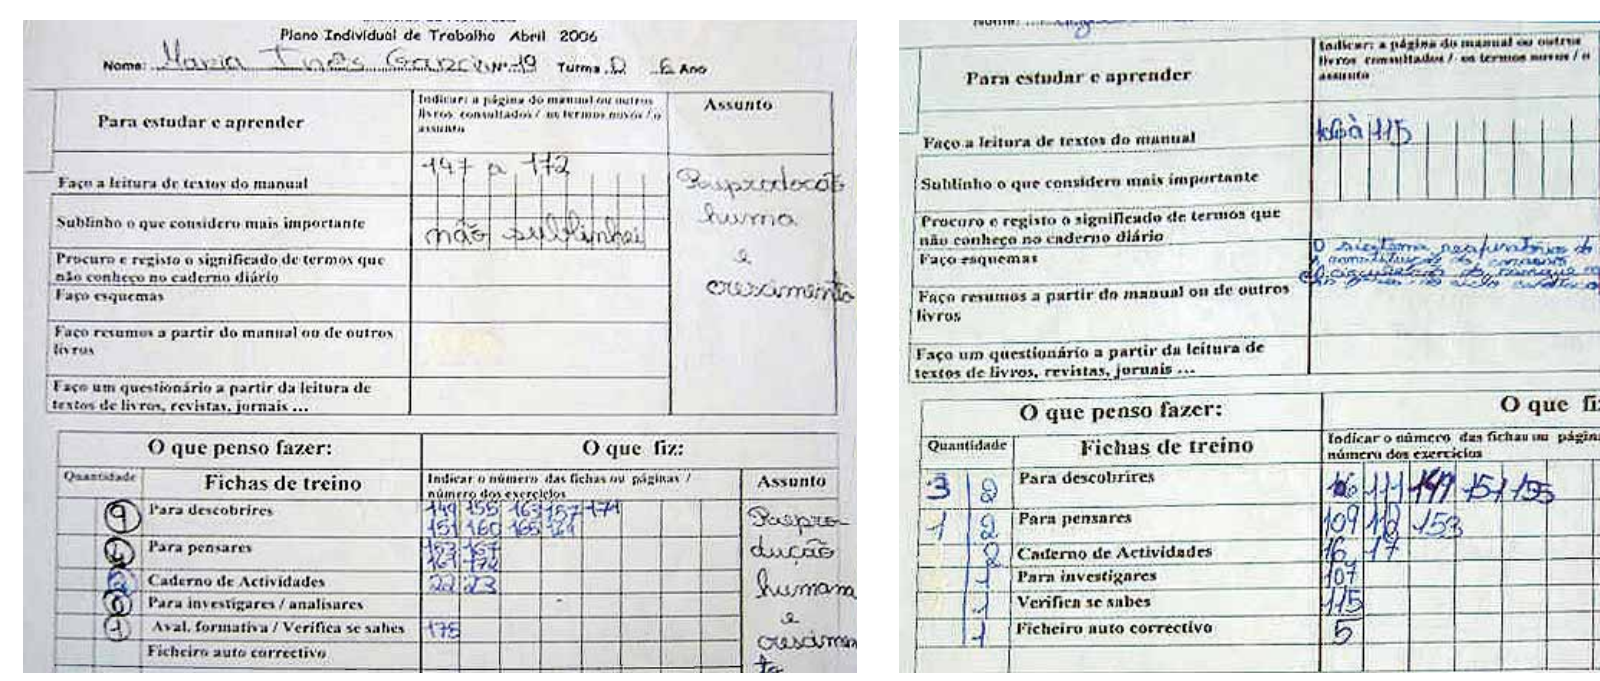 Plano Individual de Trabalho Abril 2006
Nome: Maria Inês Garcia Nº 19 Turma D 6 Ano
Para estudar e aprender
Indicar: a página do manual ou outros
livros consultados / os termos novos / o
assunto
Assunto
Faço a leitura de textos do manual
147 a 172
Sublinho o que considero mais importante
não sublinhei
Procuro e registo o significado de termos que
não conheço no caderno diário
Faço esquemas
Faço resumos a partir do manual ou de outros
livros
Faço um questionário a partir da leitura de
textos de livros, revistas, jornais ...
huma
e
O que penso fazer:
O que fiz:
Quantidade
Fichas de treino
Indicar o número das fichas ou páginas /
número dos exercícios
Assunto
9 Para descobrires 149 155 163 157 171
151 160 165 161
Para pensares
Caderno de Actividades 22 23
Para investigares / analisares
1 Aval. formativa / Verifica se sabes 175
Ficheiro auto correctivo
dução
humana
e
Nome:
Para estudar e aprender
Indicar: a página do manual ou outros
livros consultados / os termos novos / o
assunto
Faço a leitura de textos do manual
à 115
Sublinho o que considero mais importante
Procuro e registo o significado de termos que
não conheço no caderno diário
Faço esquemas
Faço resumos a partir do manual ou de outros
livros
Faço um questionário a partir da leitura de
textos de livros, revistas, jornais ...
O que penso fazer:
O que
Quantidade
Fichas de treino
Indicar o número das fichas ou
número dos exercícios
3 2 Para descobrires 111 149 151 155
1 2 Para pensares 109 153
2 Caderno de Actividades 16 17
1 Para investigares 107
1 Verifica se sabes 115
1 Ficheiro auto correctivo 5